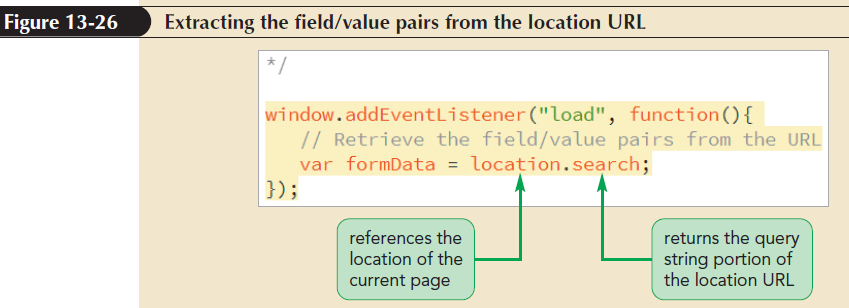 Figure 13-26 Extracting the field/value pairs from the location URL
*/
window.addEventListener("load", function(){
// Retrieve the field/value pairs from the URL
var formData = location.search;
});
references the
location of the
current page
returns the query
string portion of
the location URL